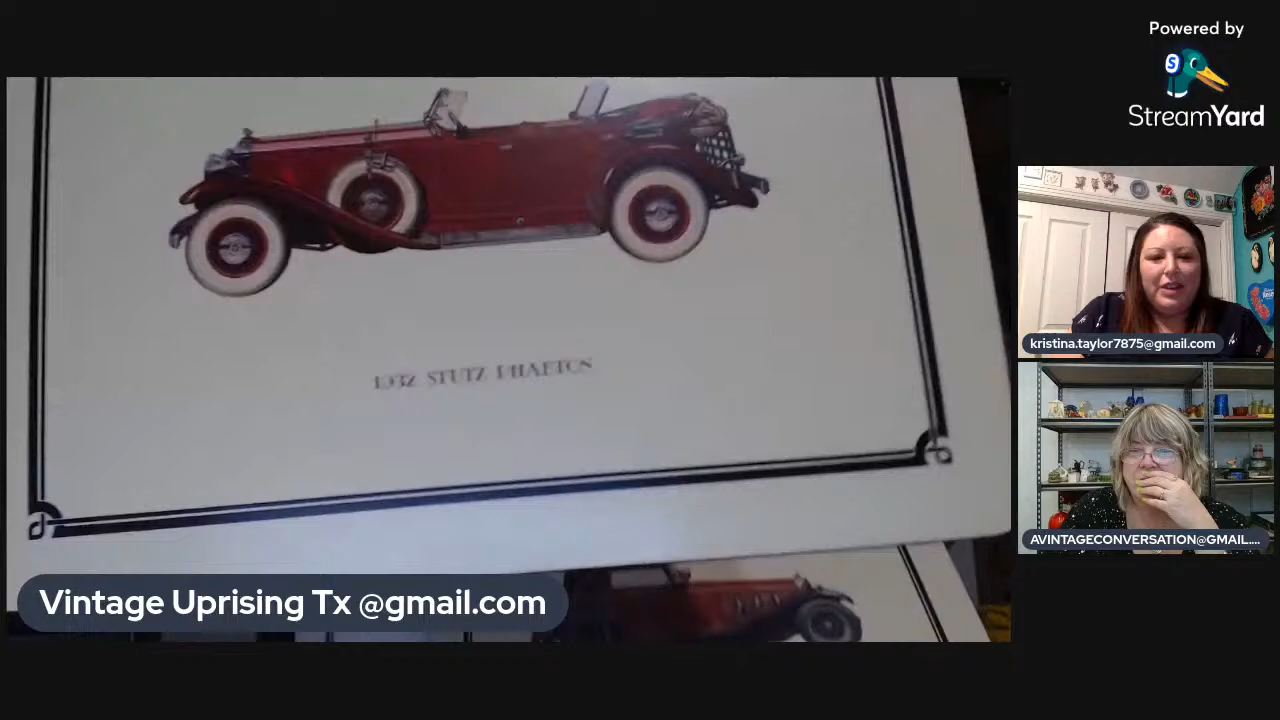 Powered by
S
StreamYard
1932 STUTZ PHAETON
kristina.taylor7875@gmail.com
AVINTAGECONVERSATION@GMAIL....
Vintage Uprising Tx @gmail.com